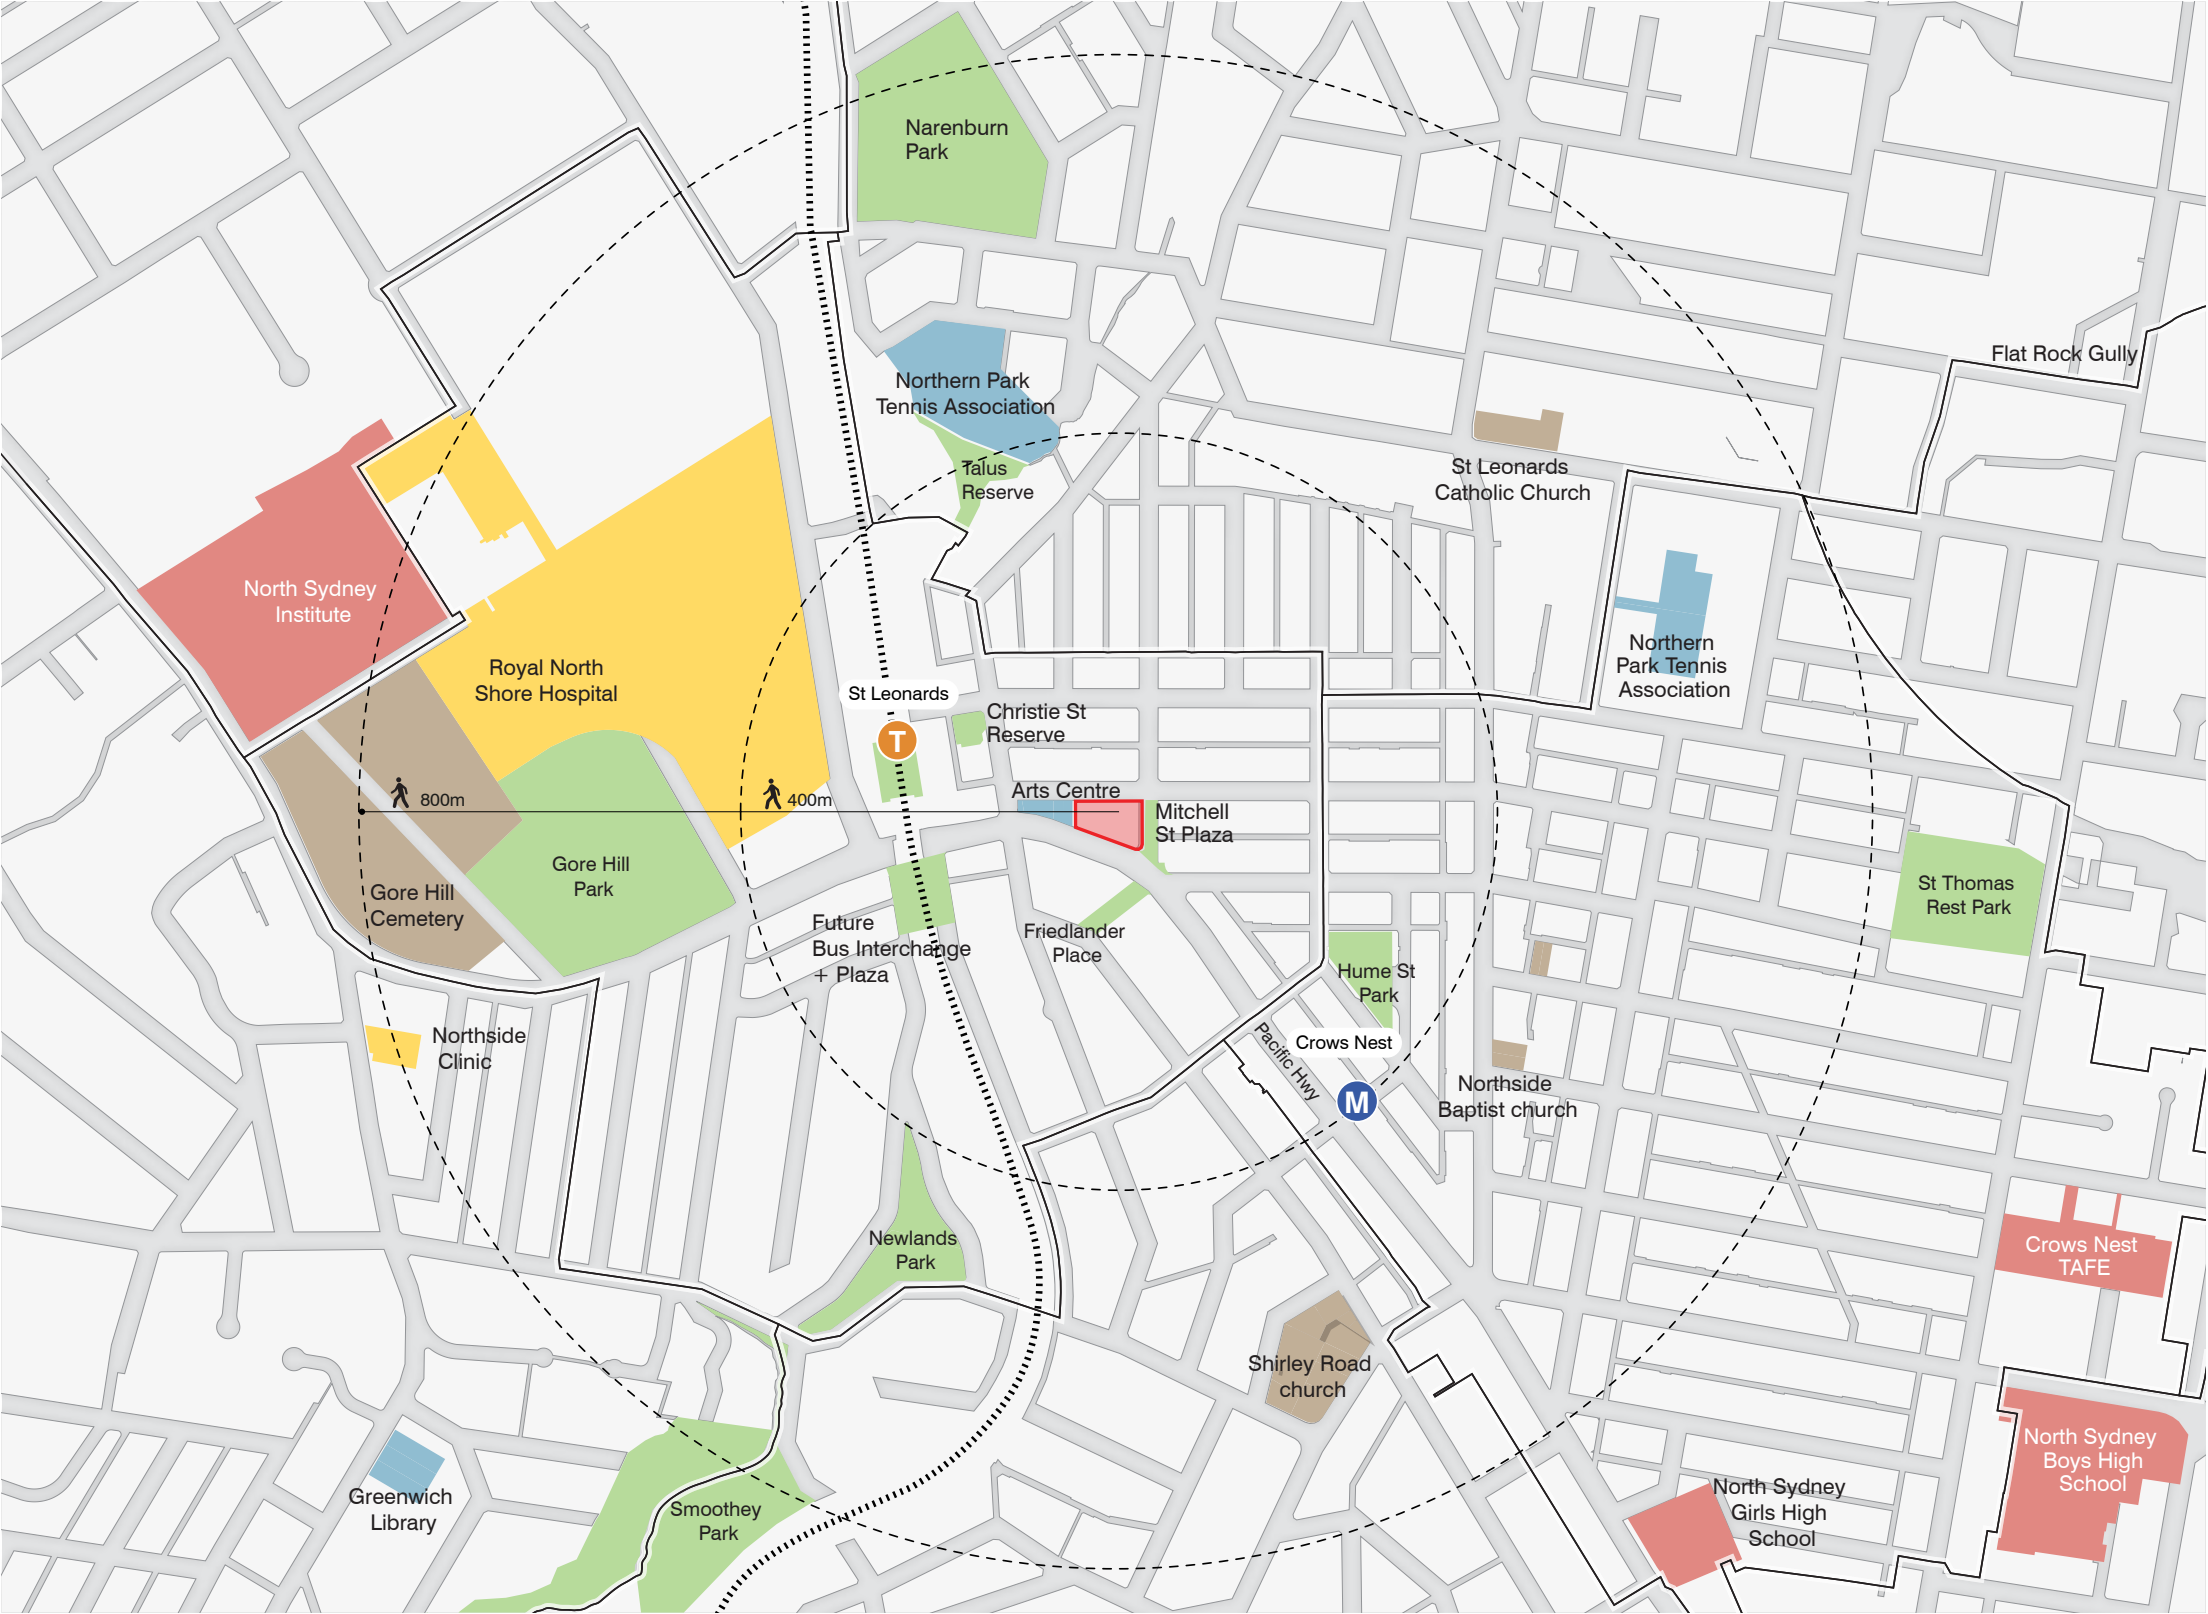 Narenburn
Park
Flat Rock Gully
Northern Park
Tennis Association
Talus
Reserve
St Leonards
Catholic Church
North Sydney
Institute
Royal North
Shore Hospital
Northern
Park Tennis
Association
St Leonards
T
Christie St
Reserve
Arts Centre
800m
400m
Mitchell
St Plaza
Gore Hill
Park
Gore Hill
Cemetery
St Thomas
Rest Park
Future
Bus Interchange
+ Plaza
Friedlander
Place
Hume St
Park
Northside
Clinic
Crows Nest
Pacific Hwy
M
Northside
Baptist church
Newlands
Park
Crows Nest
TAFE
Shirley Road
church
North Sydney
Boys High
School
Greenwich
Library
Smoothey
Park
North Sydney
Girls High
School